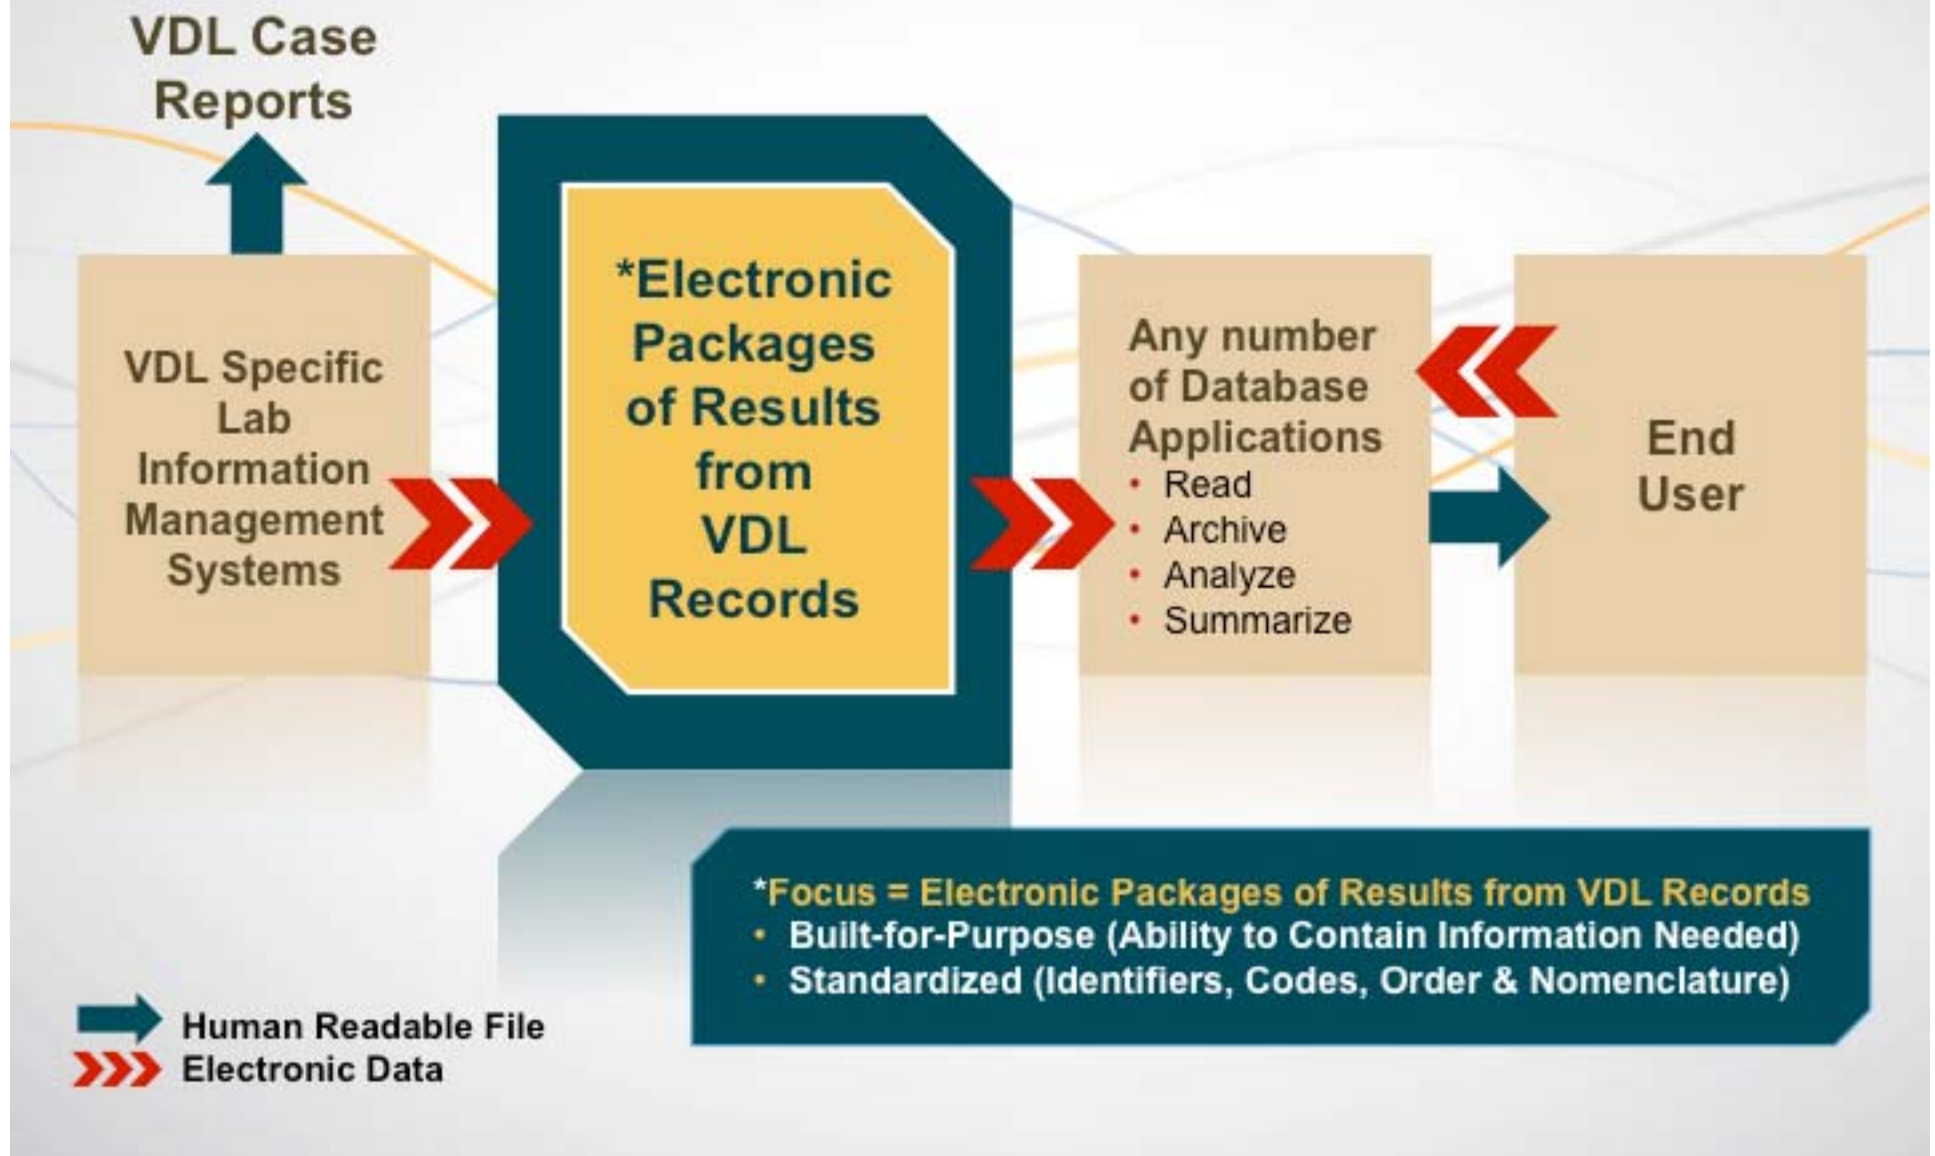 VDL Case
Reports
VDL Specific
Lab
Information
Management
Systems
*Electronic
Packages
of Results
from
VDL
Records
Any number
of Database
Applications
• Read
• Archive
• Analyze
• Summarize
End
User
*Focus = Electronic Packages of Results from VDL Records
• Built-for-Purpose (Ability to Contain Information Needed)
• Standardized (Identifiers, Codes, Order & Nomenclature)
Human Readable File
Electronic Data